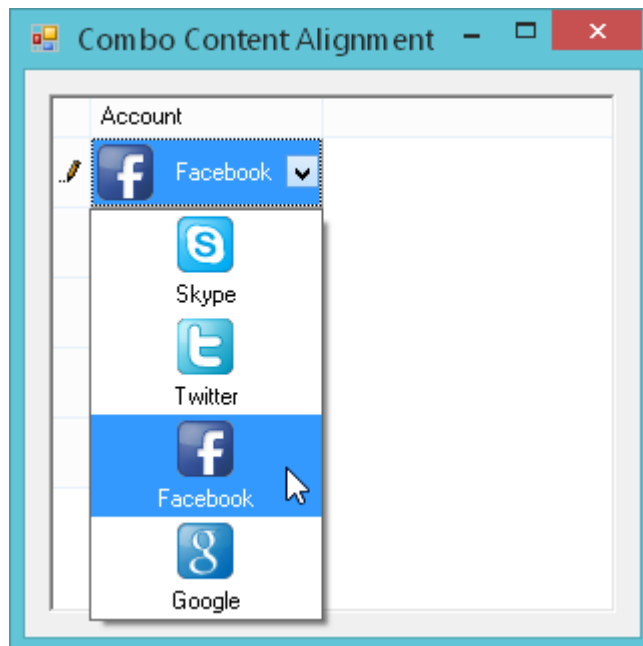 Combo Content Alignment
Account
Facebook
Skype
Twitter
Facebook
Google